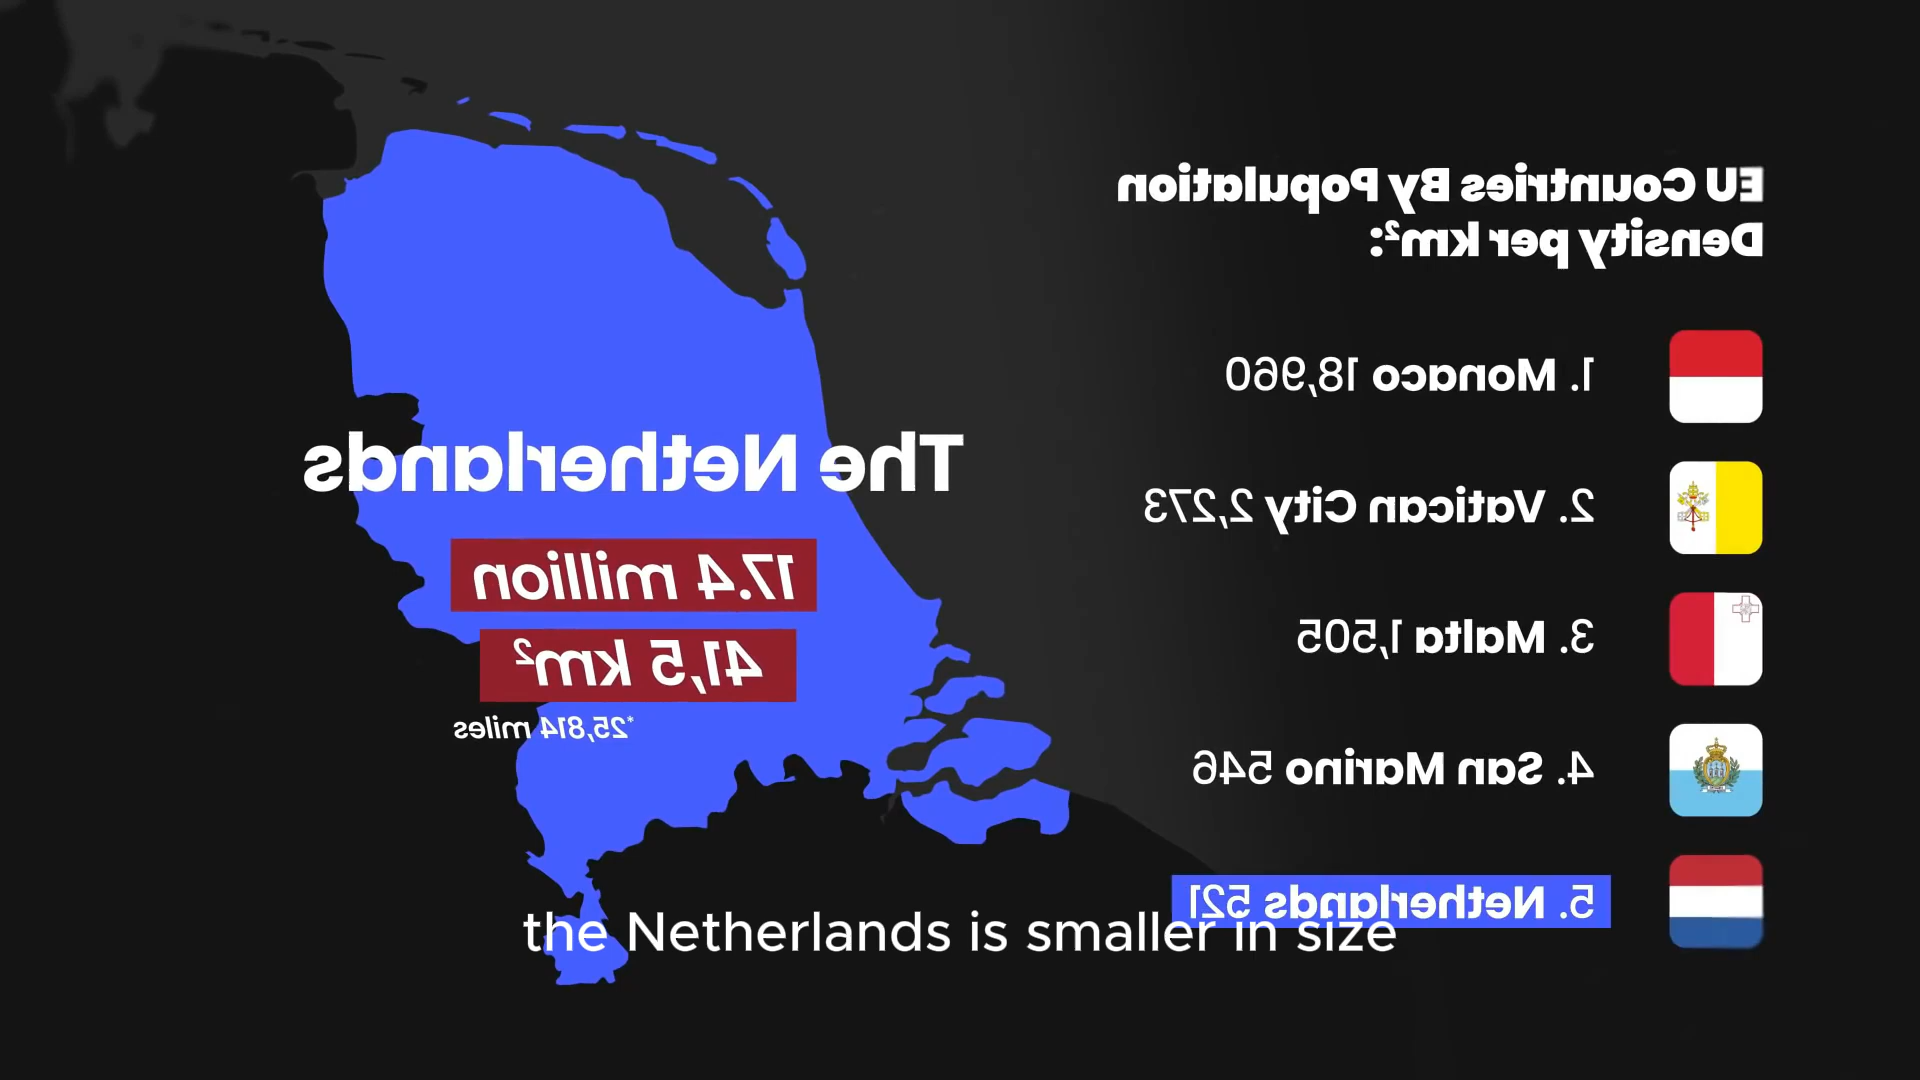 EU Countries By Population
Density per km²:
1. Monaco 18,960
2. Vatican City 2,273
3. Malta 1,505
4. San Marino 546
5. Netherlands 521
The Netherlands
17.4 million
41,5 km²
*25,814 miles
the Netherlands is smaller in size